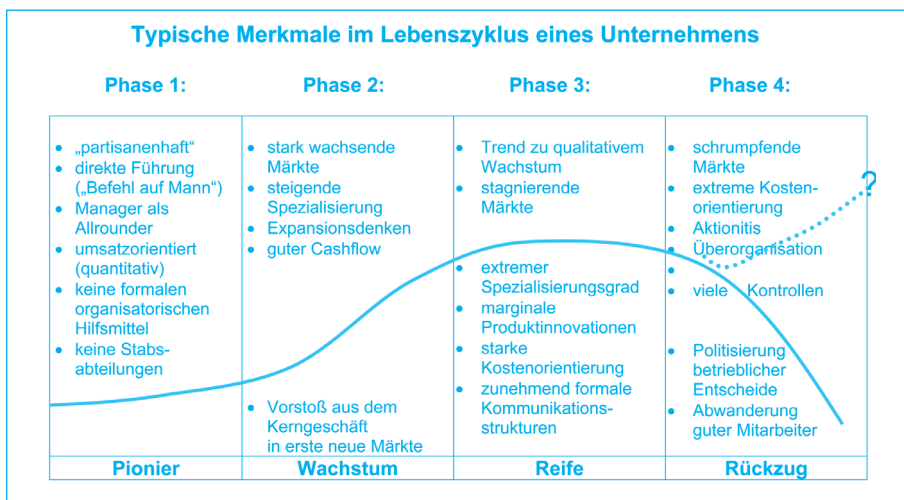 Typische Merkmale im Lebenszyklus eines Unternehmens
Phase 1:
Phase 2:
Phase 3:
Phase 4:
• „partisanenhaft“
• direkte Führung
(„Befehl auf Mann“)
• Manager als
Allrounder
• umsatzorientiert
(quantitativ)
• keine formalen
organisatorischen
Hilfsmittel
• keine Stabs-
abteilungen
• stark wachsende
Märkte
• steigende
Spezialisierung
• Expansionsdenken
• guter Cashflow
• Vorstoß aus dem
Kerngeschäft
in erste neue Märkte
• Trend zu qualitativem
Wachstum
• stagnierende
Märkte
• extremer
Spezialisierungsgrad
• marginale
Produktinnovationen
• starke
Kostenorientierung
• zunehmend formale
Kommunikations-
strukturen
• schrumpfende
Märkte
• extreme Kosten-
orientierung
• Aktionitis
• Überorganisation
•
• viele Kontrollen
• Politisierung
betrieblicher
Entscheide
• Abwanderung
guter Mitarbeiter
?
Pionier
Wachstum
Reife
Rückzug